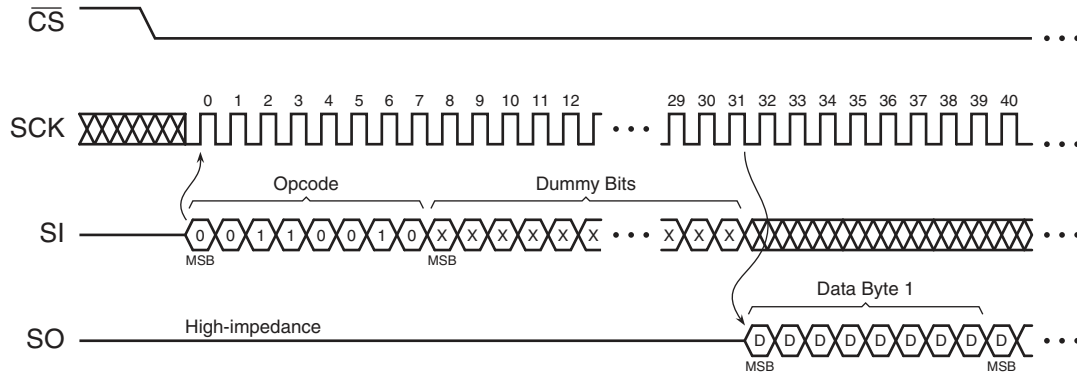 CS
SCK
0 1 2 3 4 5 6 7 8 9 10 11 12 29 30 31 32 33 34 35 36 37 38 39 40
Opcode Dummy Bits
SI
0 0 1 1 0 0 1 0 X X X X X X X X X
MSB MSB
Data Byte 1
High-impedance
SO
D D D D D D D D D
MSB MSB